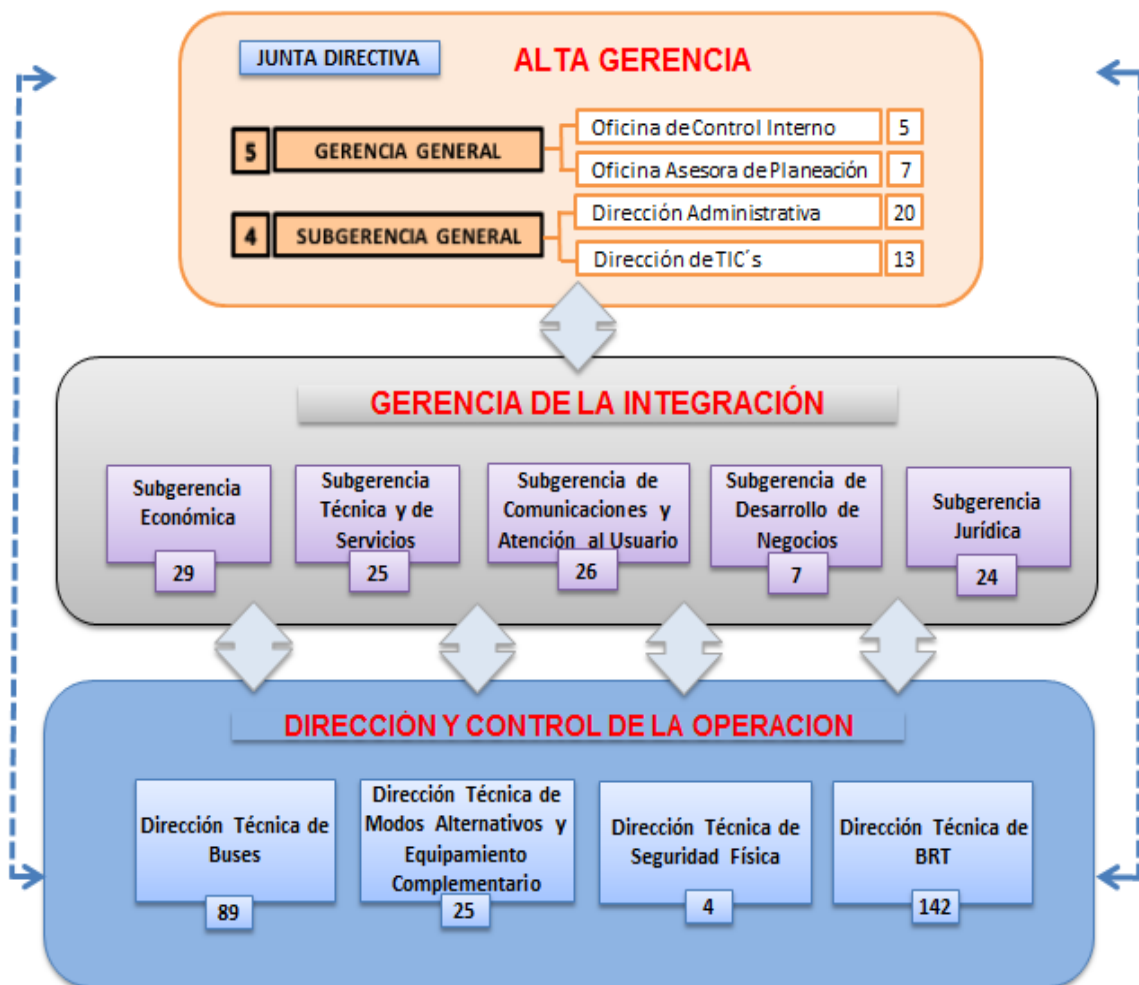 JUNTA DIRECTIVA
ALTA GERENCIA
5
GERENCIA GENERAL
Oficina de Control Interno
5
Oficina Asesora de Planeación
7
4
SUBGERENCIA GENERAL
Dirección Administrativa
20
Dirección de TIC´s
13
GERENCIA DE LA INTEGRACIÓN
Subgerencia
Económica
29
Subgerencia
Técnica y de
Servicios
25
Subgerencia de
Comunicaciones y
Atención al Usuario
26
Subgerencia de
Desarrollo de
Negocios
7
Subgerencia
Jurídica
24
DIRECCIÓN Y CONTROL DE LA OPERACION
Dirección Técnica de
Buses
89
Dirección Técnica de
Modos Alternativos y
Equipamiento
Complementario
25
Dirección Técnica de
Seguridad Física
4
Dirección Técnica de
BRT
142